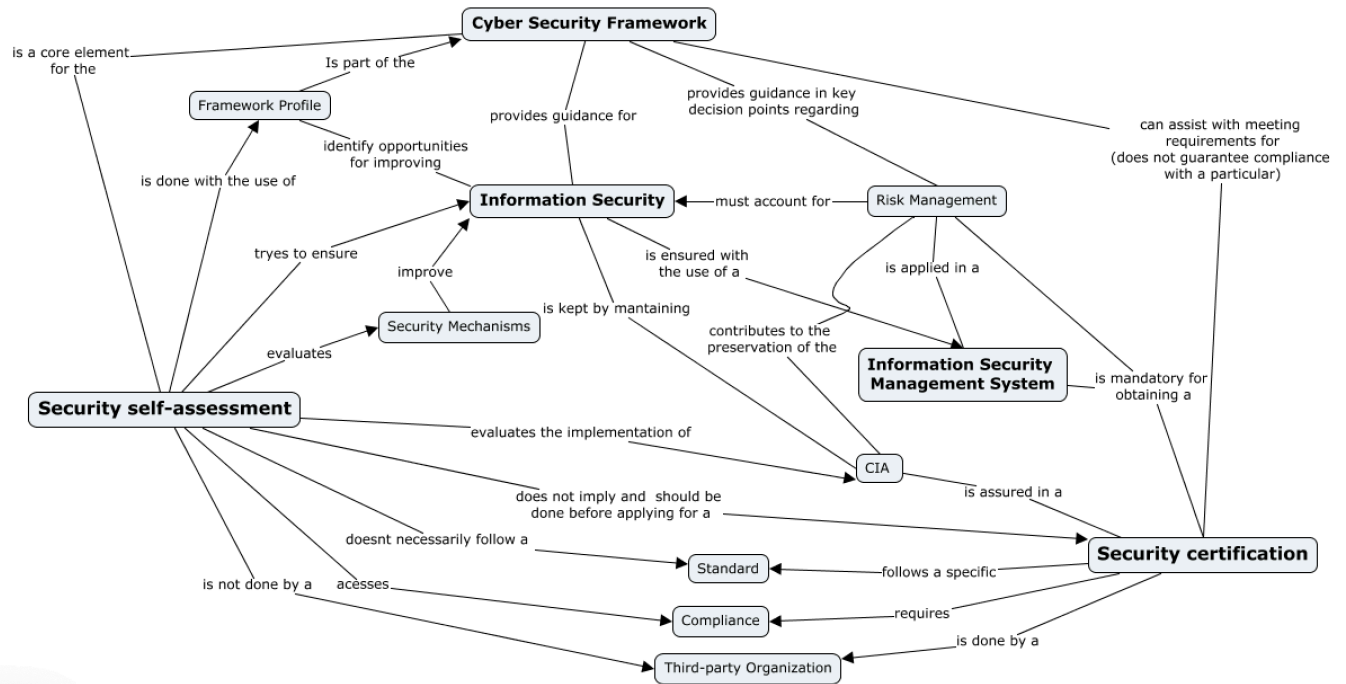 Cyber Security Framework
is a core element
for the
Is part of the
Framework Profile
provides guidance for
provides guidance in key
decision points regarding
can assist with meeting
requirements for
(does not guarantee compliance
with a particular)
identify opportunities
for improving
is done with the use of
Information Security
must account for
Risk Management
tryes to ensure
is ensured with
the use of a
improve
is applied in a
is kept by mantaining
Security Mechanisms
contributes to the
preservation of the
evaluates
Information Security
Management System
is mandatory for
obtaining a
Security self-assessment
evaluates the implementation of
CIA
is assured in a
does not imply and  should be
done before applying for a
doesnt necessarily follow a
Security certification
Standard
follows a specific
is not done by a
acesses
Compliance
requires
is done by a
Third-party Organization